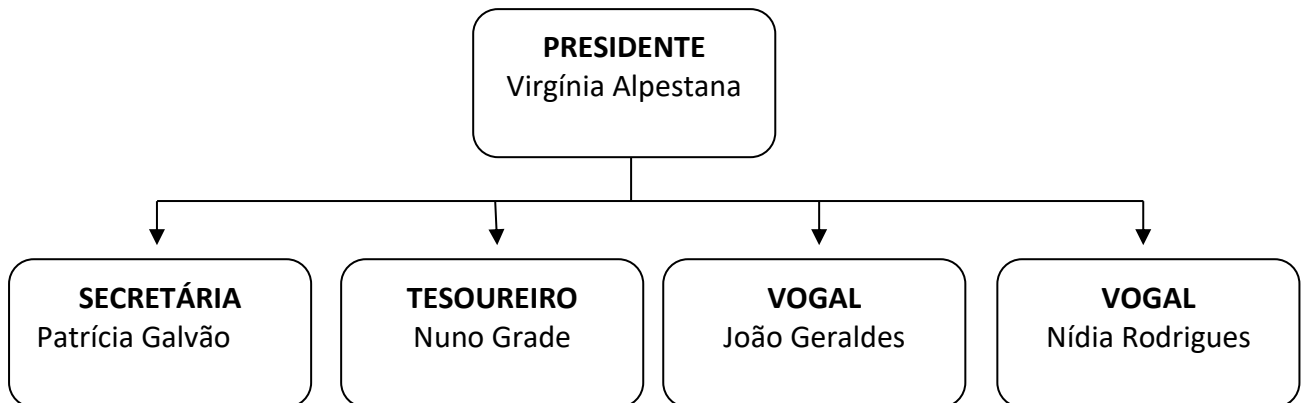 PRESIDENTE
Virgínia Alpestana
SECRETÁRIA
Patrícia Galvão
TESOUREIRO
Nuno Grade
VOGAL
João Geraldes
VOGAL
Nídia Rodrigues